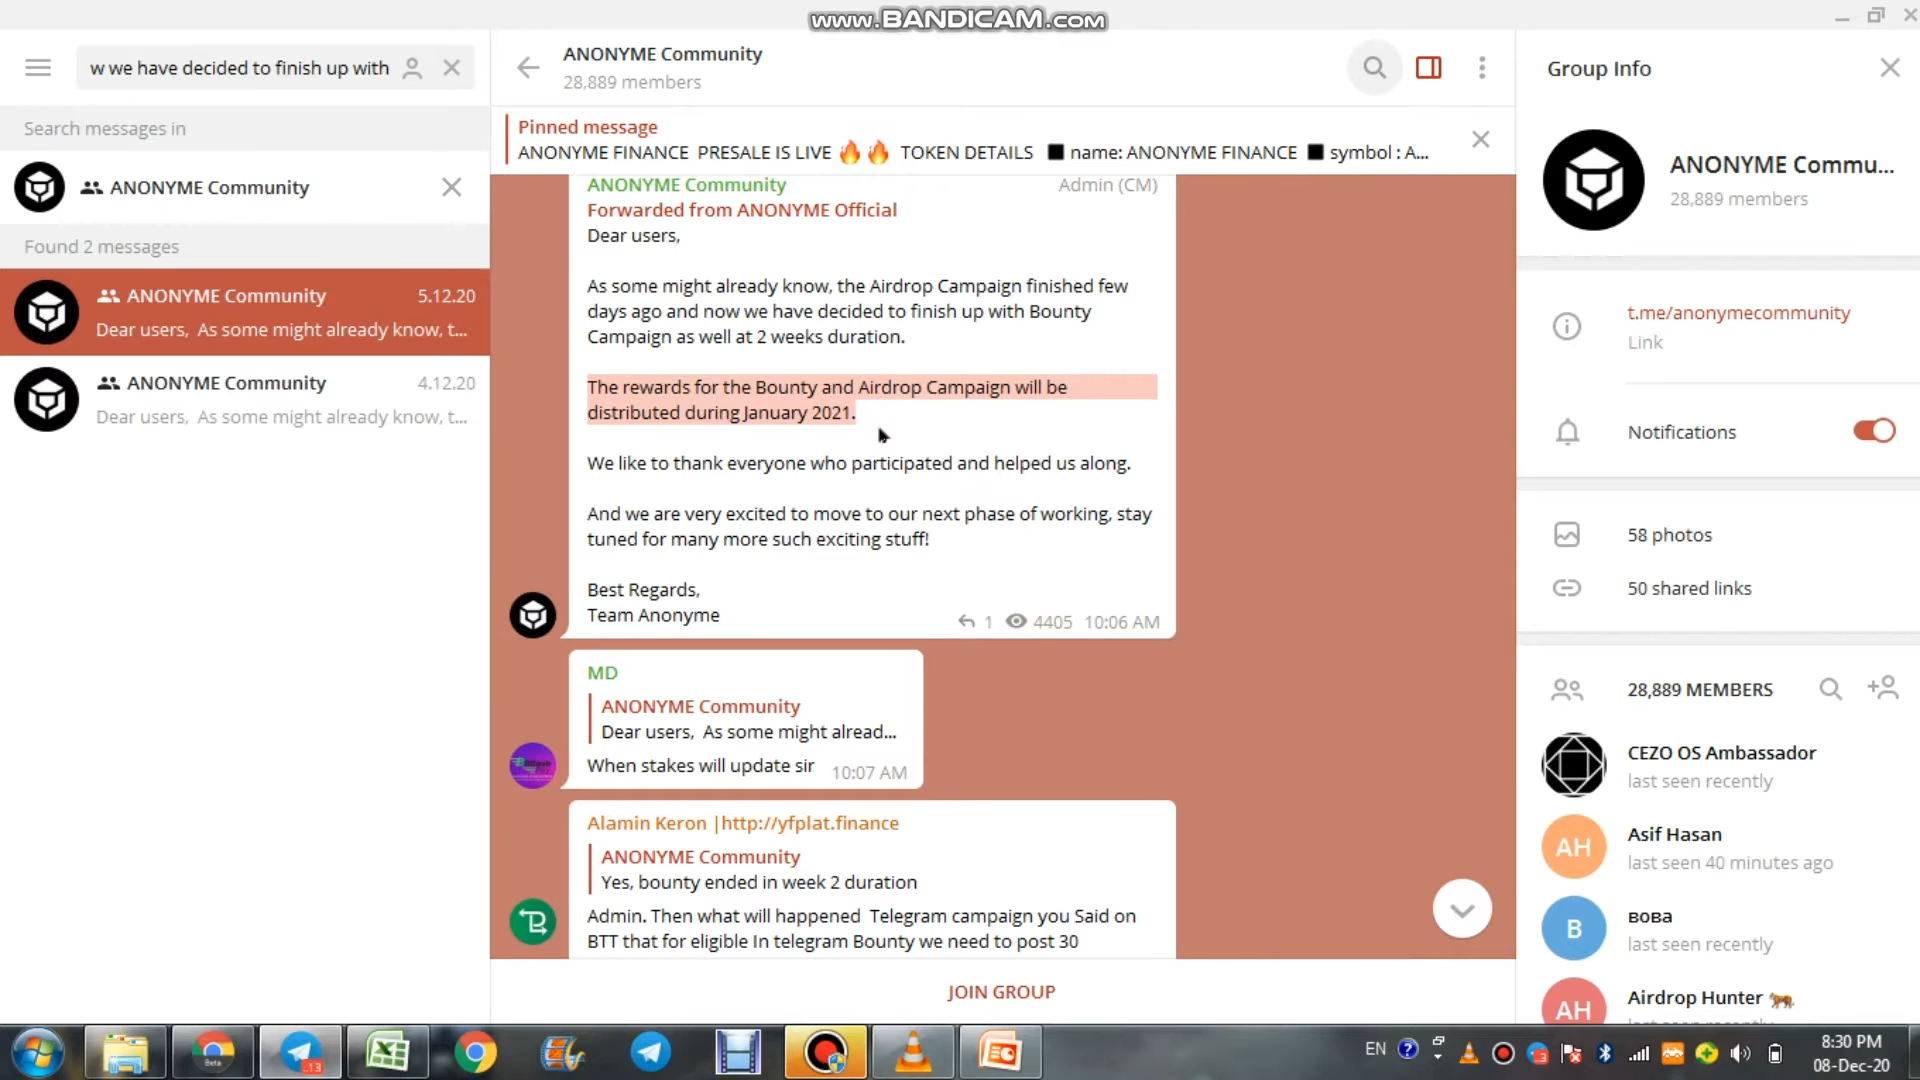 www.BANDICAM.com
w we have decided to finish up with
Search messages in
ANONYME Community
Found 2 messages
ANONYME Community 5.12.20
Dear users, As some might already know, t...
ANONYME Community 4.12.20
Dear users, As some might already know, t...
ANONYME Community
28,889 members
Pinned message
ANONYME FINANCE PRESALE IS LIVE 🔥🔥 TOKEN DETAILS ⬛ name: ANONYME FINANCE ⬛ symbol : A...
ANONYME Community Admin (CM)
Forwarded from ANONYME Official
Dear users,
As some might already know, the Airdrop Campaign finished few
days ago and now we have decided to finish up with Bounty
Campaign as well at 2 weeks duration.
The rewards for the Bounty and Airdrop Campaign will be
distributed during January 2021.
We like to thank everyone who participated and helped us along.
And we are very excited to move to our next phase of working, stay
tuned for many more such exciting stuff!
Best Regards,
Team Anonyme
1 4405 10:06 AM
MD
ANONYME Community
Dear users, As some might alread...
When stakes will update sir 10:07 AM
Alamin Keron |http://yfplat.finance
ANONYME Community
Yes, bounty ended in week 2 duration
Admin. Then what will happened Telegram campaign you Said on
BTT that for eligible In telegram Bounty we need to post 30
JOIN GROUP
Group Info
ANONYME Commu...
28,889 members
t.me/anonymecommunity
Link
Notifications
58 photos
50 shared links
28,889 MEMBERS
CEZO OS Ambassador
last seen recently
AH
Asif Hasan
last seen 40 minutes ago
B
вова
last seen recently
AH
Airdrop Hunter 🐅
Beta
13
EN
8:30 PM
08-Dec-20